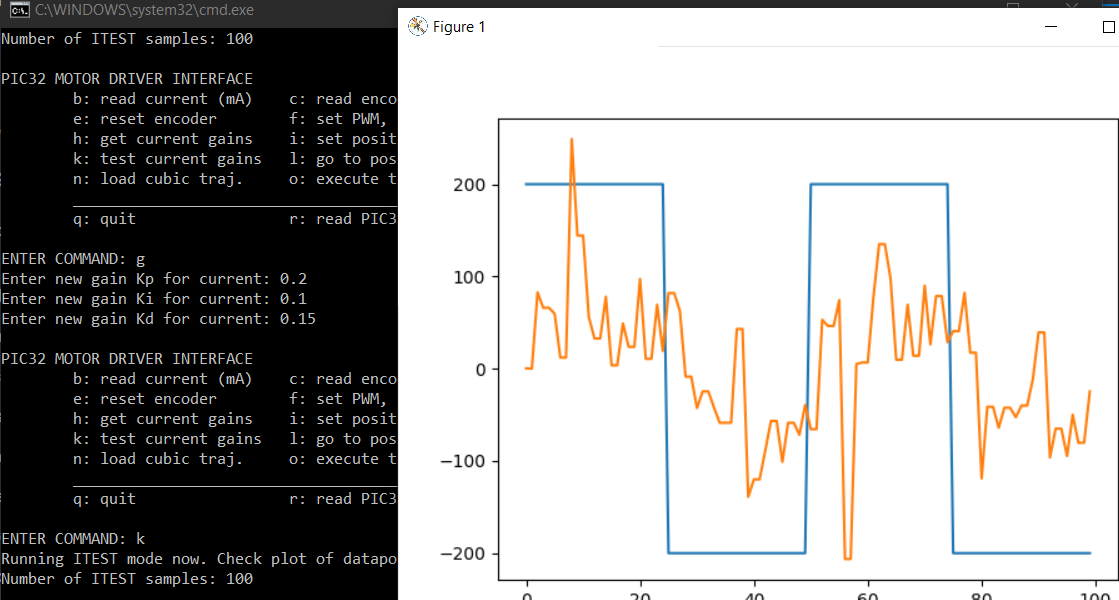 C:\WINDOWS\system32\cmd.exe
Figure 1
Number of ITEST samples: 100
PIC32 MOTOR DRIVER INTERFACE
b: read current (mA) c: read enco
e: reset encoder f: set PWM,
h: get current gains i: set posit
k: test current gains l: go to pos
n: load cubic traj. o: execute t
q: quit r: read PIC3
ENTER COMMAND: g
Enter new gain Kp for current: 0.2
Enter new gain Ki for current: 0.1
Enter new gain Kd for current: 0.15
PIC32 MOTOR DRIVER INTERFACE
b: read current (mA) c: read enco
e: reset encoder f: set PWM,
h: get current gains i: set posit
k: test current gains l: go to pos
n: load cubic traj. o: execute t
q: quit r: read PIC3
ENTER COMMAND: k
Running ITEST mode now. Check plot of datapo
Number of ITEST samples: 100
200
100
0
−100
−200
0 20 40 60 80 100